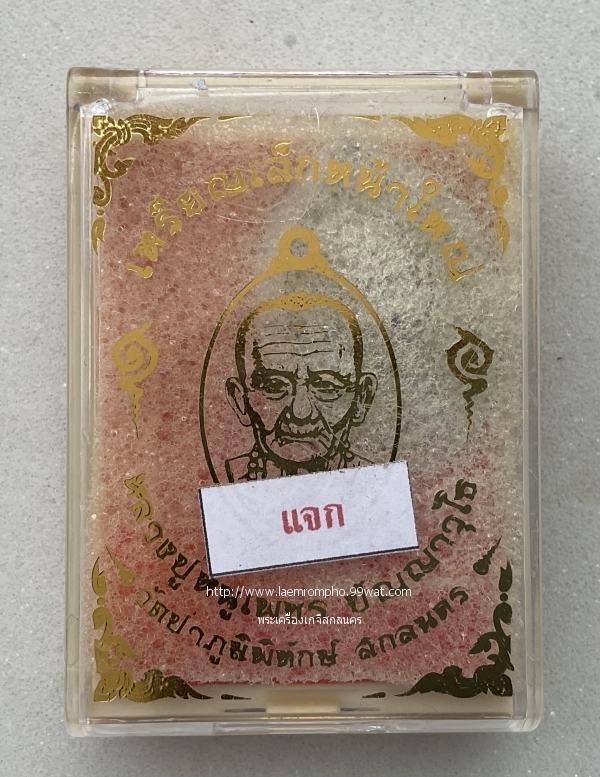 เหรียญเล็กหน้าใหญ่
แจก
หลวงปู่หนูเพชร ปัญญาวุโธ
วัดป่าภูมิพิทักษ์ สกลนคร
http://www.laemrompho.99wat.com
พระเครื่องเกจิสกลนคร